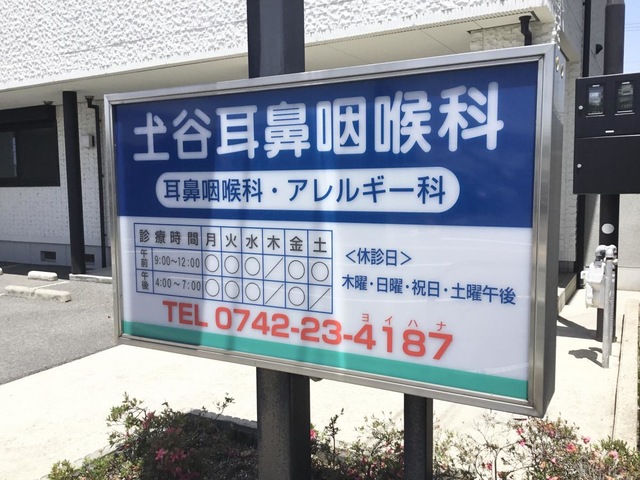 土谷耳鼻咽喉科
耳鼻咽喉科・アレルギー科
診療時間 月 火 水 木 金 土
午前 9:00~12:00 ○ ○ ○ / ○ ○
午後 4:00~7:00 ○ ○ ○ / ○ /
<休診日>
木曜・日曜・祝日・土曜午後
ヨイハナ
TEL 0742-23-4187